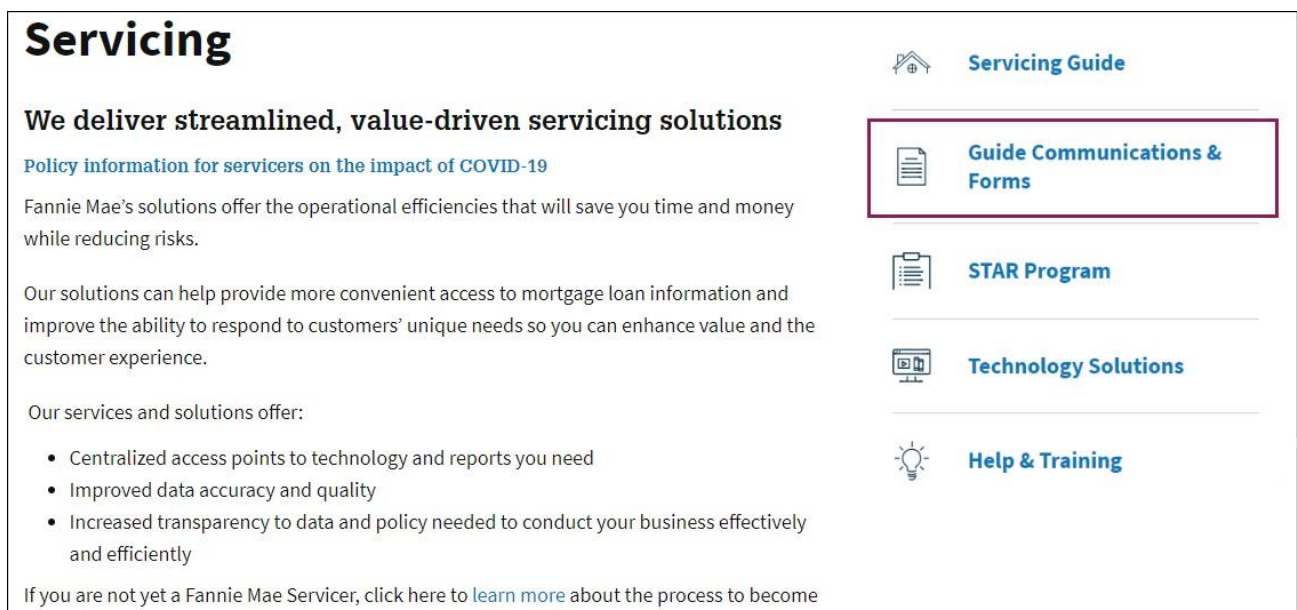 Servicing
We deliver streamlined, value-driven servicing solutions
Policy information for servicers on the impact of COVID-19
Fannie Mae’s solutions offer the operational efficiencies that will save you time and money
while reducing risks.
Our solutions can help provide more convenient access to mortgage loan information and
improve the ability to respond to customers’ unique needs so you can enhance value and the
customer experience.
Our services and solutions offer:
• Centralized access points to technology and reports you need
• Improved data accuracy and quality
• Increased transparency to data and policy needed to conduct your business effectively
and efficiently
If you are not yet a Fannie Mae Servicer, click here to learn more about the process to become
Servicing Guide
Guide Communications &
Forms
STAR Program
Technology Solutions
Help & Training